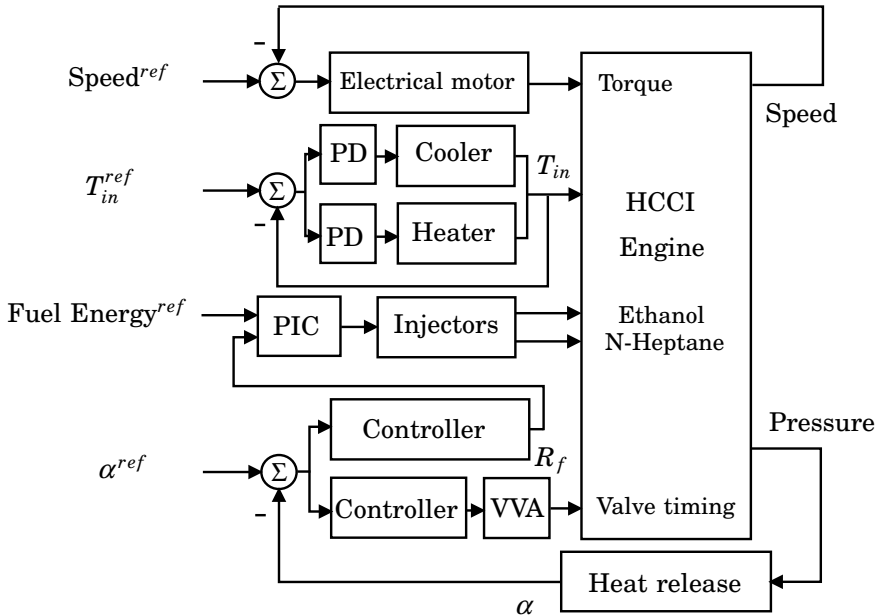 Speed^ref
−
Σ
Electrical motor
Torque
Speed
T_in^ref
−
Σ
PD
Cooler
PD
Heater
T_in
HCCI
Engine
Fuel Energy^ref
PIC
Injectors
Ethanol
N-Heptane
α^ref
−
Σ
Controller
R_f
Controller
VVA
Valve timing
Pressure
Heat release
α